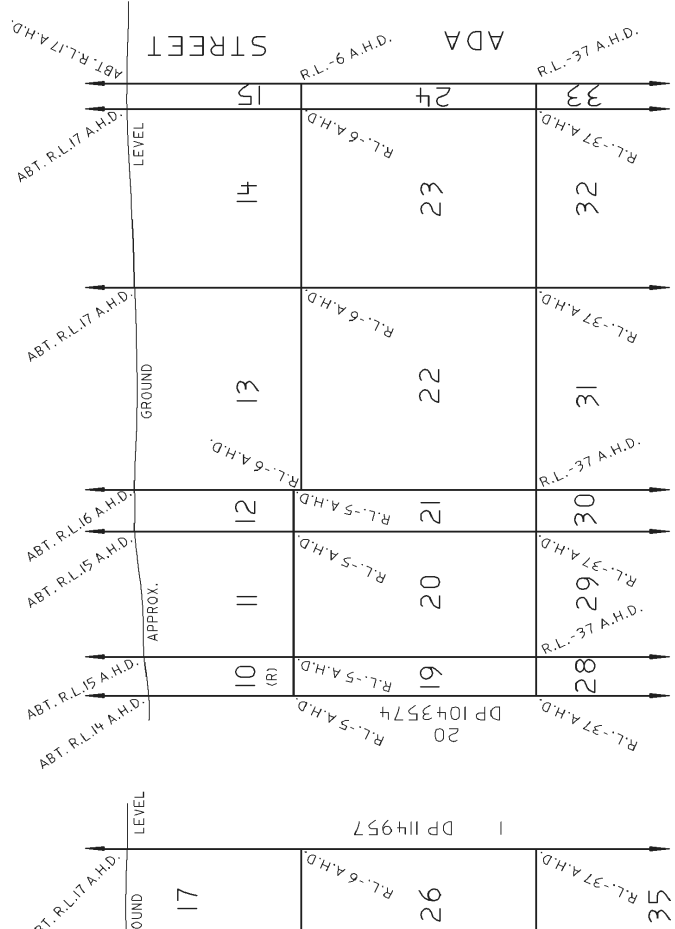 ABT. R.L.17 A.H.D.
STREET
R.L.-6 A.H.D.
ADA
R.L.-37 A.H.D.
15
24
33
ABT. R.L.17 A.H.D.
LEVEL
R.L.-6 A.H.D.
R.L.-37 A.H.D.
14
23
32
ABT. R.L.17 A.H.D.
R.L.-6 A.H.D.
R.L.-37 A.H.D.
GROUND
13
22
31
R.L.-6 A.H.D.
R.L.-37 A.H.D.
ABT. R.L.16 A.H.D.
12
R.L.-5 A.H.D.
21
30
ABT. R.L.15 A.H.D.
R.L.-5 A.H.D.
R.L.-37 A.H.D.
APPROX.
11
20
29
R.L.-37 A.H.D.
ABT. R.L.15 A.H.D.
10
(R)
R.L.-5 A.H.D.
19
28
ABT. R.L.14 A.H.D.
R.L.-5 A.H.D.
20
DP 1043574
R.L.-37 A.H.D.
LEVEL
1 DP 114957
BT. R.L.17 A.H.D.
OUND
17
R.L.-6 A.H.D.
26
R.L.-37 A.H.D.
35